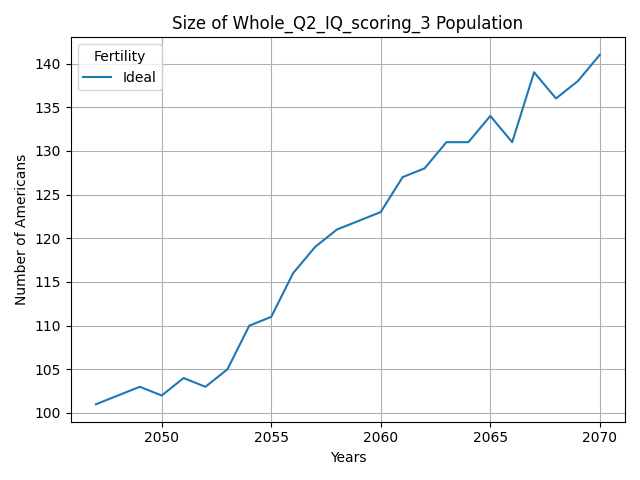 Size of Whole_Q2_IQ_scoring_3 Population
Fertility
Ideal
Number of Americans
140
135
130
125
120
115
110
105
100
2050 2055 2060 2065 2070
Years